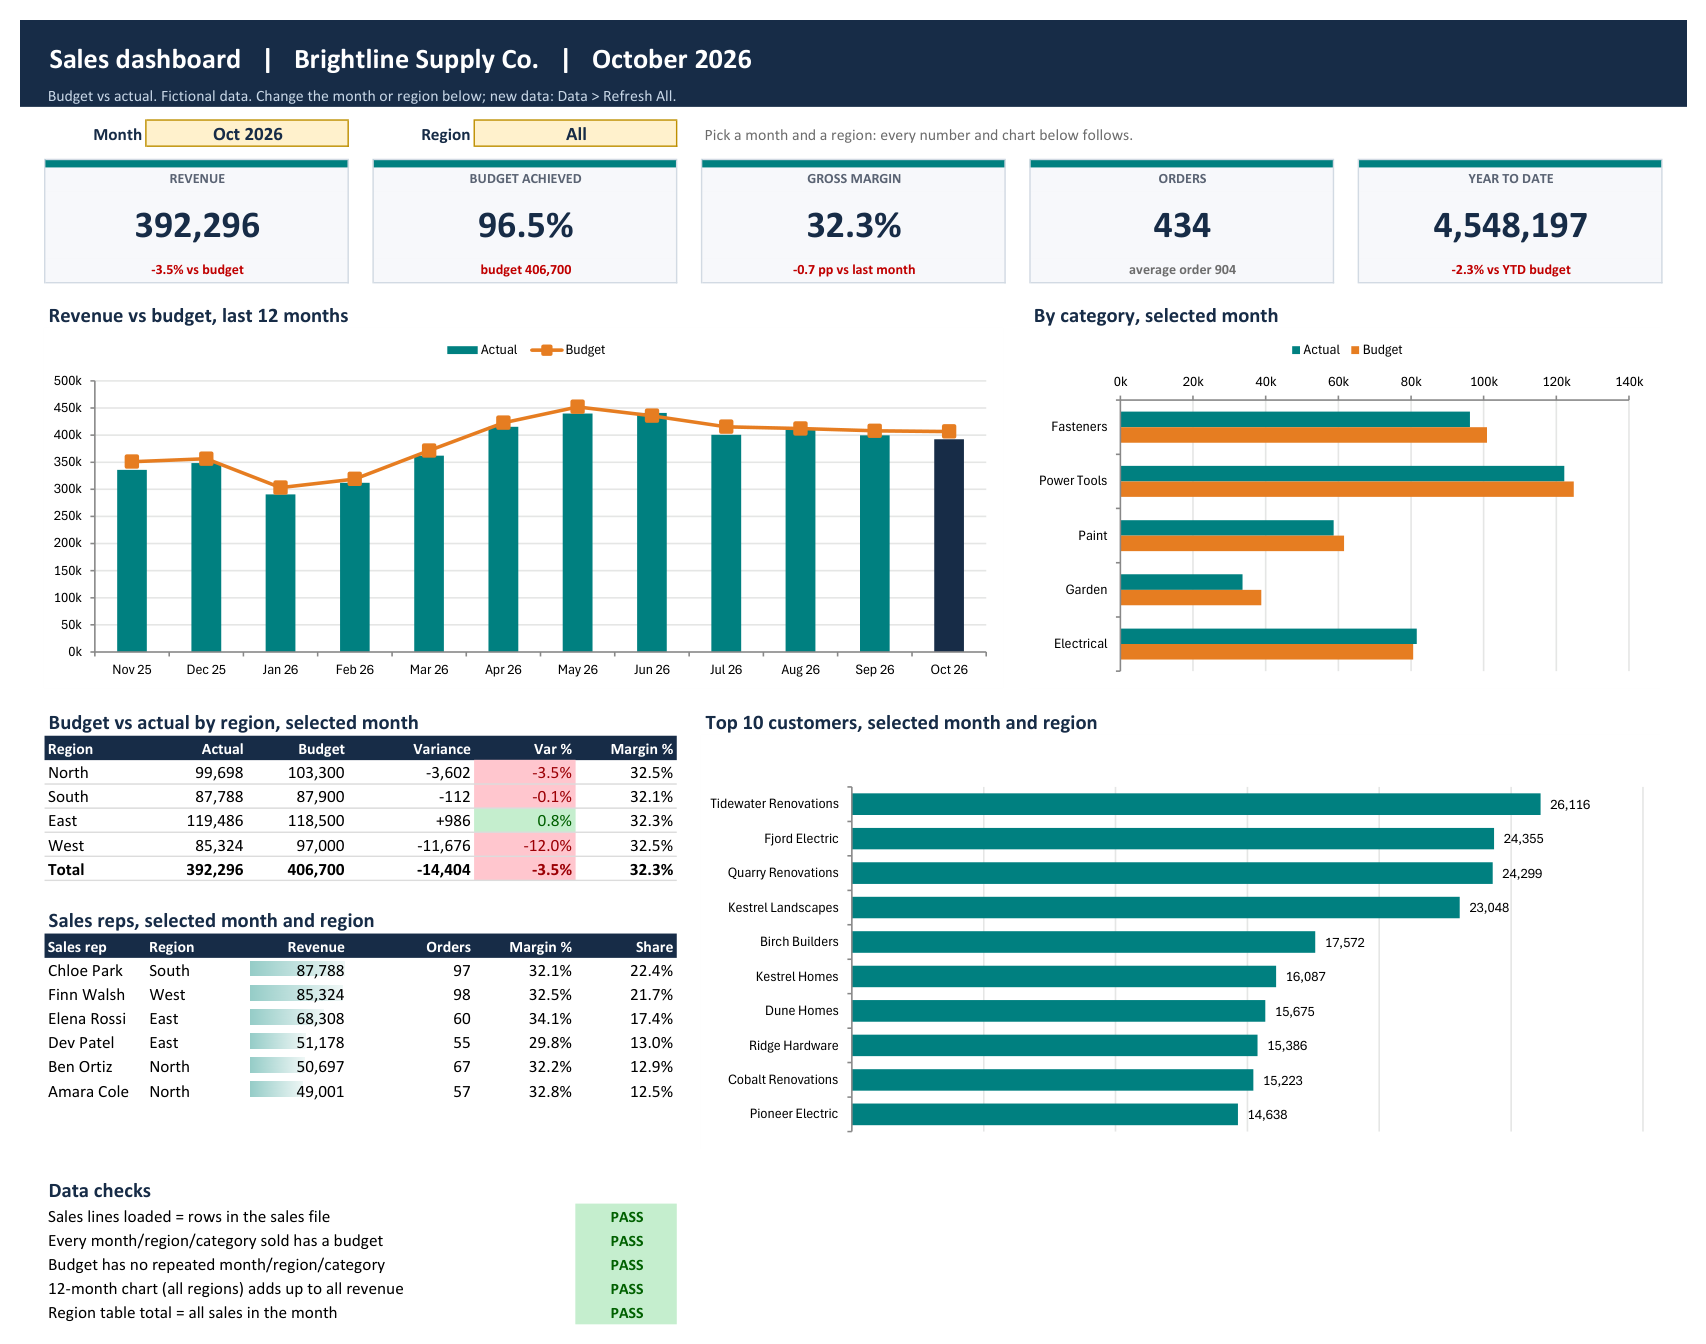 Sales dashboard | Brightline Supply Co. | October 2026
Budget vs actual. Fictional data. Change the month or region below; new data: Data > Refresh All.
Month Oct 2026 Region All Pick a month and a region: every number and chart below follows.
REVENUE BUDGET ACHIEVED GROSS MARGIN ORDERS YEAR TO DATE
392,296 96.5% 32.3% 434 4,548,197
-3.5% vs budget budget 406,700 -0.7 pp vs last month average order 904 -2.3% vs YTD budget
Revenue vs budget, last 12 months
Actual Budget
500k
450k
400k
350k
300k
250k
200k
150k
100k
50k
0k
Nov 25 Dec 25 Jan 26 Feb 26 Mar 26 Apr 26 May 26 Jun 26 Jul 26 Aug 26 Sep 26 Oct 26
By category, selected month
Actual Budget
0k 20k 40k 60k 80k 100k 120k 140k
Fasteners
Power Tools
Paint
Garden
Electrical
Budget vs actual by region, selected month
Region Actual Budget Variance Var % Margin %
North 99,698 103,300 -3,602 -3.5% 32.5%
South 87,788 87,900 -112 -0.1% 32.1%
East 119,486 118,500 +986 0.8% 32.3%
West 85,324 97,000 -11,676 -12.0% 32.5%
Total 392,296 406,700 -14,404 -3.5% 32.3%
Sales reps, selected month and region
Sales rep Region Revenue Orders Margin % Share
Chloe Park South 87,788 97 32.1% 22.4%
Finn Walsh West 85,324 98 32.5% 21.7%
Elena Rossi East 68,308 60 34.1% 17.4%
Dev Patel East 51,178 55 29.8% 13.0%
Ben Ortiz North 50,697 67 32.2% 12.9%
Amara Cole North 49,001 57 32.8% 12.5%
Top 10 customers, selected month and region
Tidewater Renovations 26,116
Fjord Electric 24,355
Quarry Renovations 24,299
Kestrel Landscapes 23,048
Birch Builders 17,572
Kestrel Homes 16,087
Dune Homes 15,675
Ridge Hardware 15,386
Cobalt Renovations 15,223
Pioneer Electric 14,638
Data checks
Sales lines loaded = rows in the sales file PASS
Every month/region/category sold has a budget PASS
Budget has no repeated month/region/category PASS
12-month chart (all regions) adds up to all revenue PASS
Region table total = all sales in the month PASS